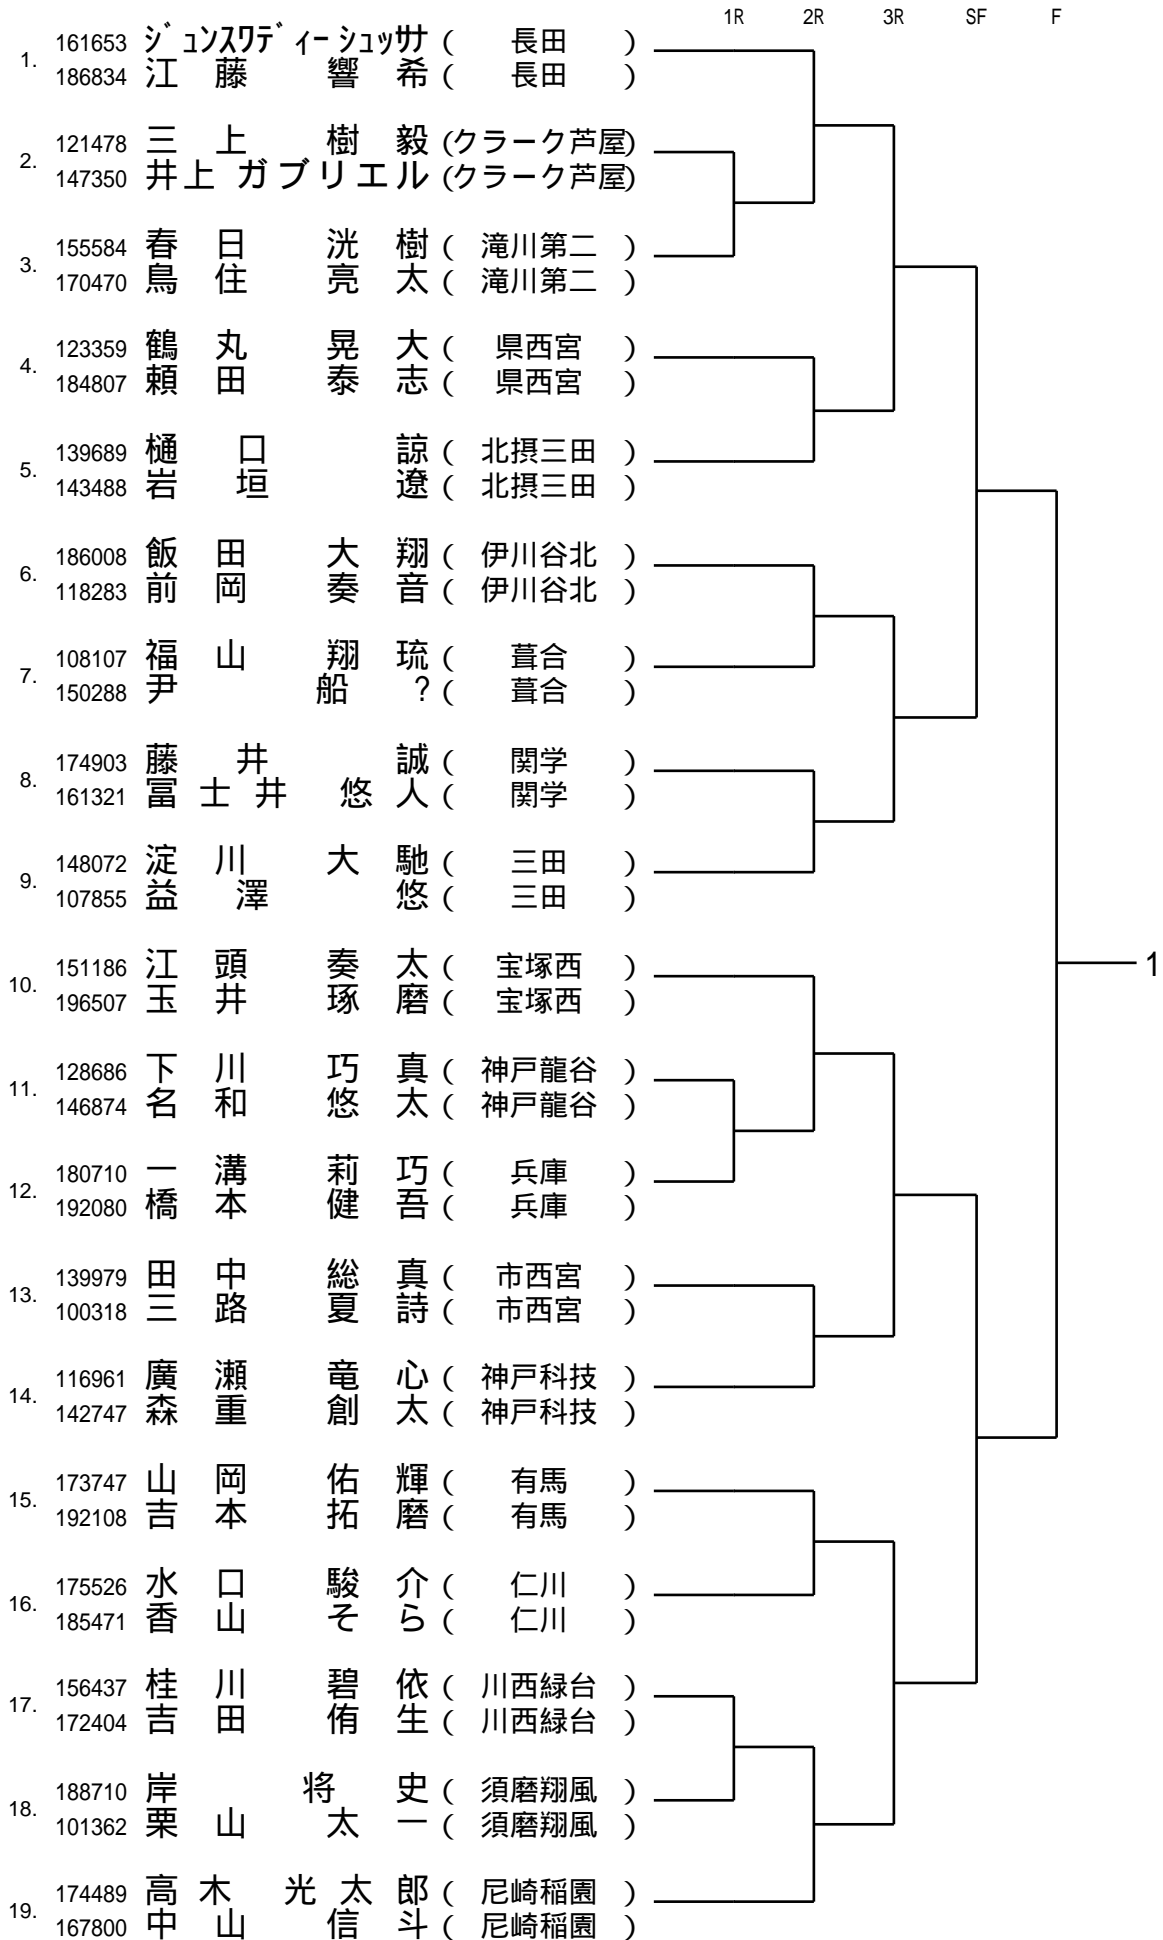 1R 2R 3R SF F
1.
161653 ジュンスワディーシュッサナ ( 長田 )
186834 江藤 響希 ( 長田 )
2.
121478 三上 樹毅 (クラーク芦屋)
147350 井上 ガブリエル (クラーク芦屋)
3.
155584 春日 洸樹 ( 滝川第二 )
170470 鳥住 亮太 ( 滝川第二 )
4.
123359 鶴丸 晃大 ( 県西宮 )
184807 頼田 泰志 ( 県西宮 )
5.
139689 樋口 諒 ( 北摂三田 )
143488 岩垣 遼 ( 北摂三田 )
6.
186008 飯田 大翔 ( 伊川谷北 )
118283 前岡 奏音 ( 伊川谷北 )
7.
108107 福山 翔琉 ( 葺合 )
150288 尹 船? ( 葺合 )
8.
174903 藤井 誠 ( 関学 )
161321 冨士井 悠人 ( 関学 )
9.
148072 淀川 大馳 ( 三田 )
107855 益澤 悠 ( 三田 )
10.
151186 江頭 奏太 ( 宝塚西 )
196507 玉井 琢磨 ( 宝塚西 )
1
11.
128686 下川 巧真 ( 神戸龍谷 )
146874 名和 悠太 ( 神戸龍谷 )
12.
180710 一溝 莉巧 ( 兵庫 )
192080 橋本 健吾 ( 兵庫 )
13.
139979 田中 総真 ( 市西宮 )
100318 三路 夏詩 ( 市西宮 )
14.
116961 廣瀬 竜心 ( 神戸科技 )
142747 森重 創太 ( 神戸科技 )
15.
173747 山岡 佑輝 ( 有馬 )
192108 吉本 拓磨 ( 有馬 )
16.
175526 水口 駿介 ( 仁川 )
185471 香山 そら ( 仁川 )
17.
156437 桂川 碧依 ( 川西緑台 )
172404 吉田 侑生 ( 川西緑台 )
18.
188710 岸 将史 ( 須磨翔風 )
101362 栗山 太一 ( 須磨翔風 )
19.
174489 高木 光太郎 ( 尼崎稲園 )
167800 中山 信斗 ( 尼崎稲園 )